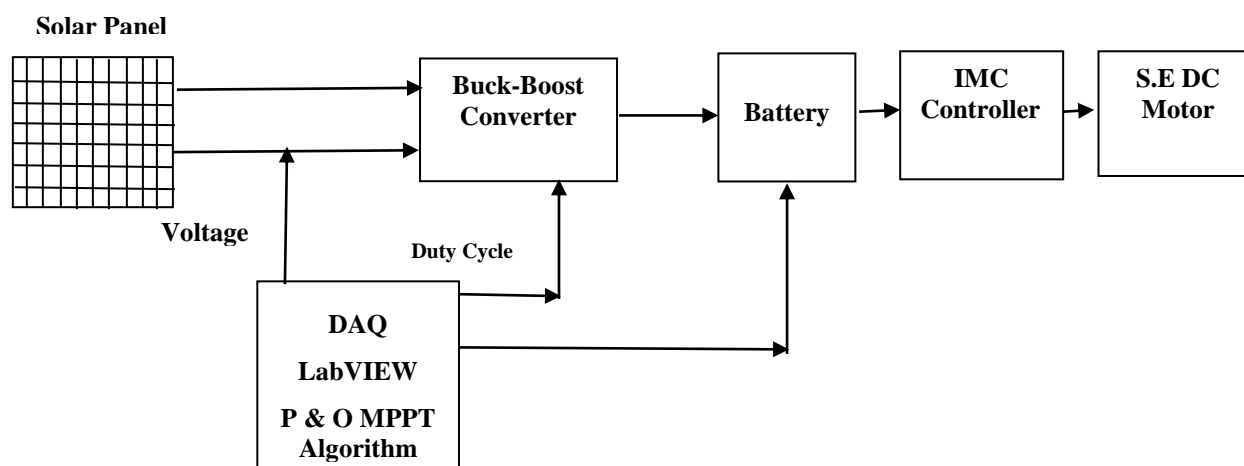 Solar Panel
Buck-Boost
Converter
Battery
IMC
Controller
S.E DC
Motor
Voltage
Duty Cycle
DAQ
LabVIEW
P & O MPPT
Algorithm